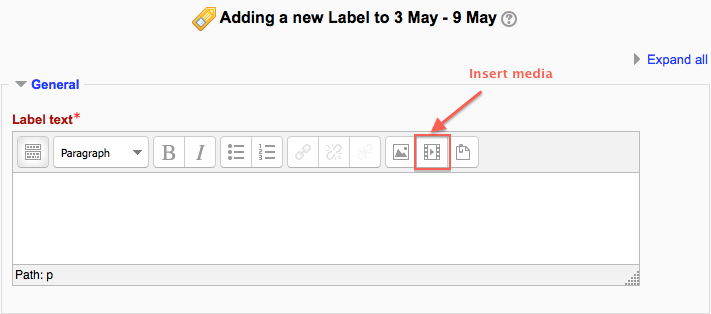 Adding a new Label to 3 May - 9 May
Expand all
Insert media
General
Label text*
Paragraph B I
Path: p